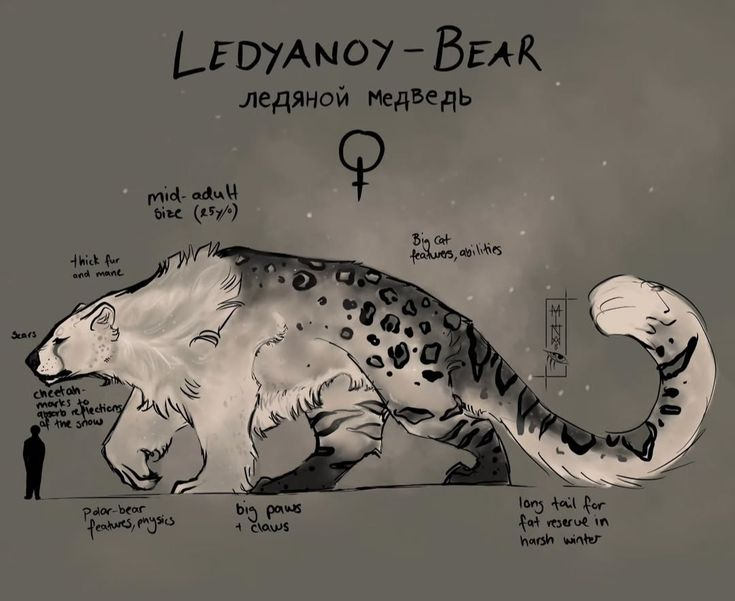 LEDYANOY - BEAR
ледяной медведь
mid-adult
size (25y/o)
Big cat
features, abilities
thick fur
and mane
scars
cheetah-
marks to
absorb reflections
of the snow
Polar-bear
features, physics
big paws
+ claws
long tail for
fat reserve in
harsh winter